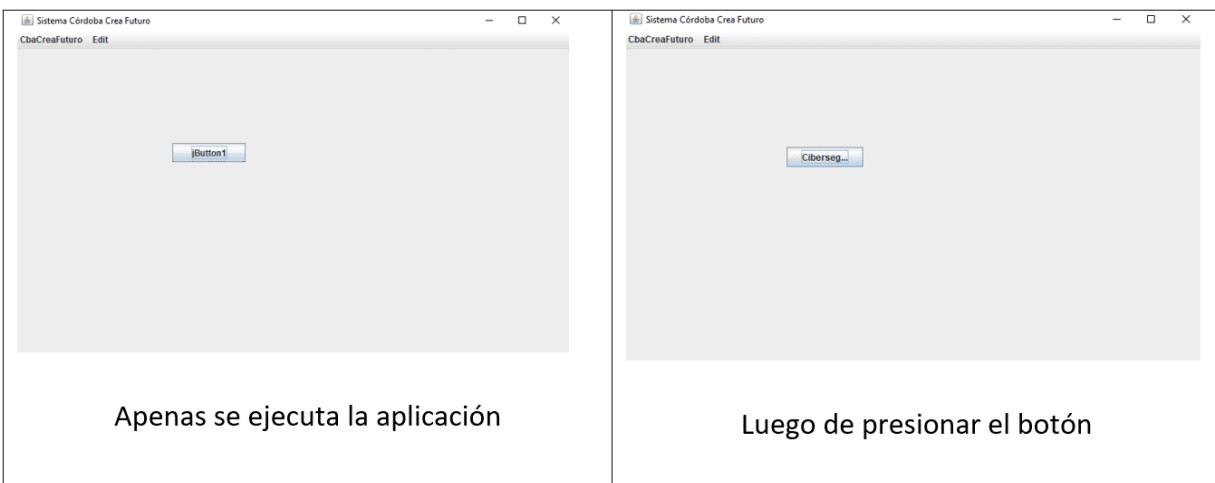 Sistema Córdoba Crea Futuro
CbaCreaFuturo Edit
jButton1
Apenas se ejecuta la aplicación
Sistema Córdoba Crea Futuro
CbaCreaFuturo Edit
Ciberseg...
Luego de presionar el botón